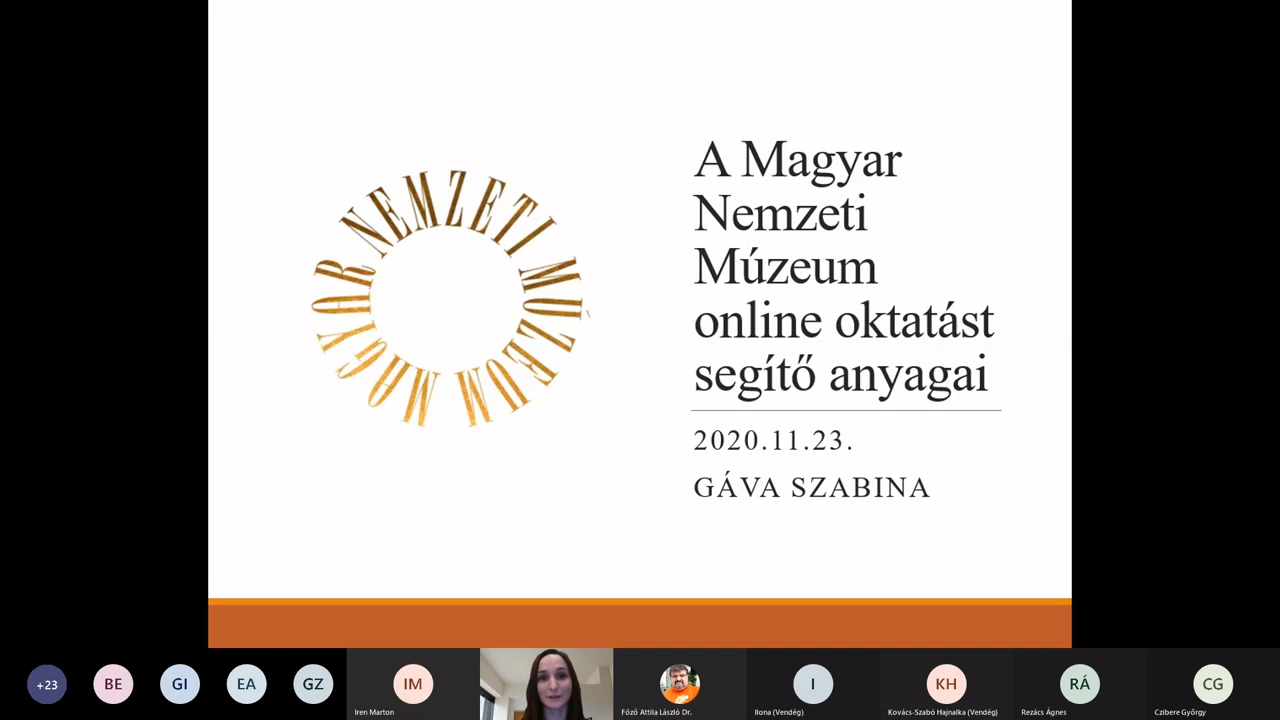 MAGYAR NEMZETI MÚZEUM
A Magyar
Nemzeti
Múzeum
online oktatást
segítő anyagai
2020.11.23.
GÁVA SZABINA
+23
BE
GI
EA
GZ
IM
I
KH
RÁ
CG
Iren Marton
Főző Attila László Dr.
Ilona (Vendég)
Kovács-Szabó Hajnalka (Vendég)
Rezács Ágnes
Czibere György